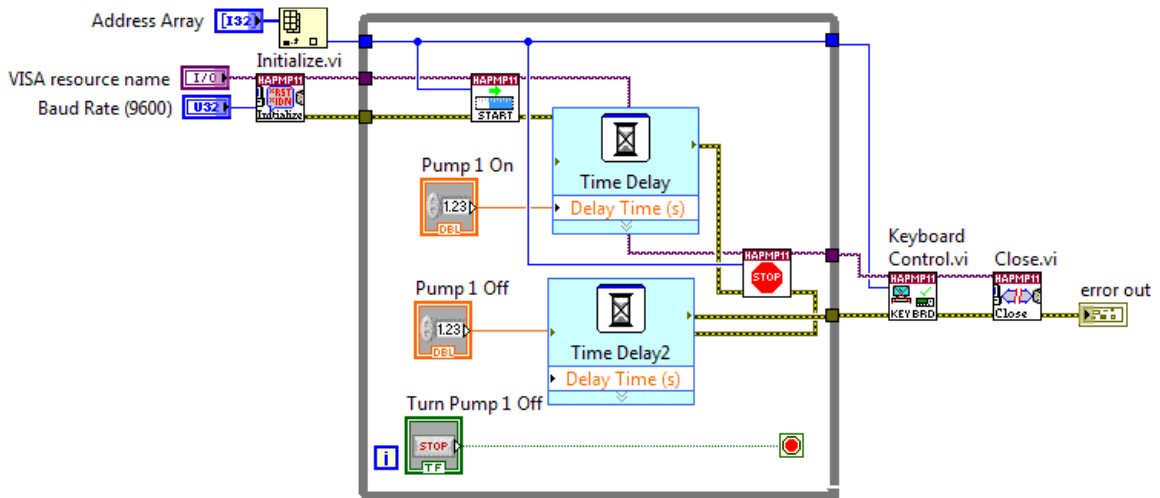 Address Array
[I32]
Initialize.vi
VISA resource name
I/O
HAPMP11
*RST
*IDN
Initialize
Baud Rate (9600)
U32
HAPMP11
START
Pump 1 On
1.23
DBL
Time Delay
Delay Time (s)
HAPMP11
STOP
Keyboard
Control.vi
HAPMP11
KEYBRD
Close.vi
HAPMP11
Close
error out
Pump 1 Off
1.23
DBL
Time Delay2
Delay Time (s)
Turn Pump 1 Off
STOP
TF
i